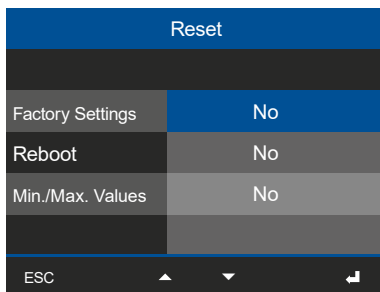 Reset
Factory Settings No
Reboot No
Min./Max. Values No
ESC